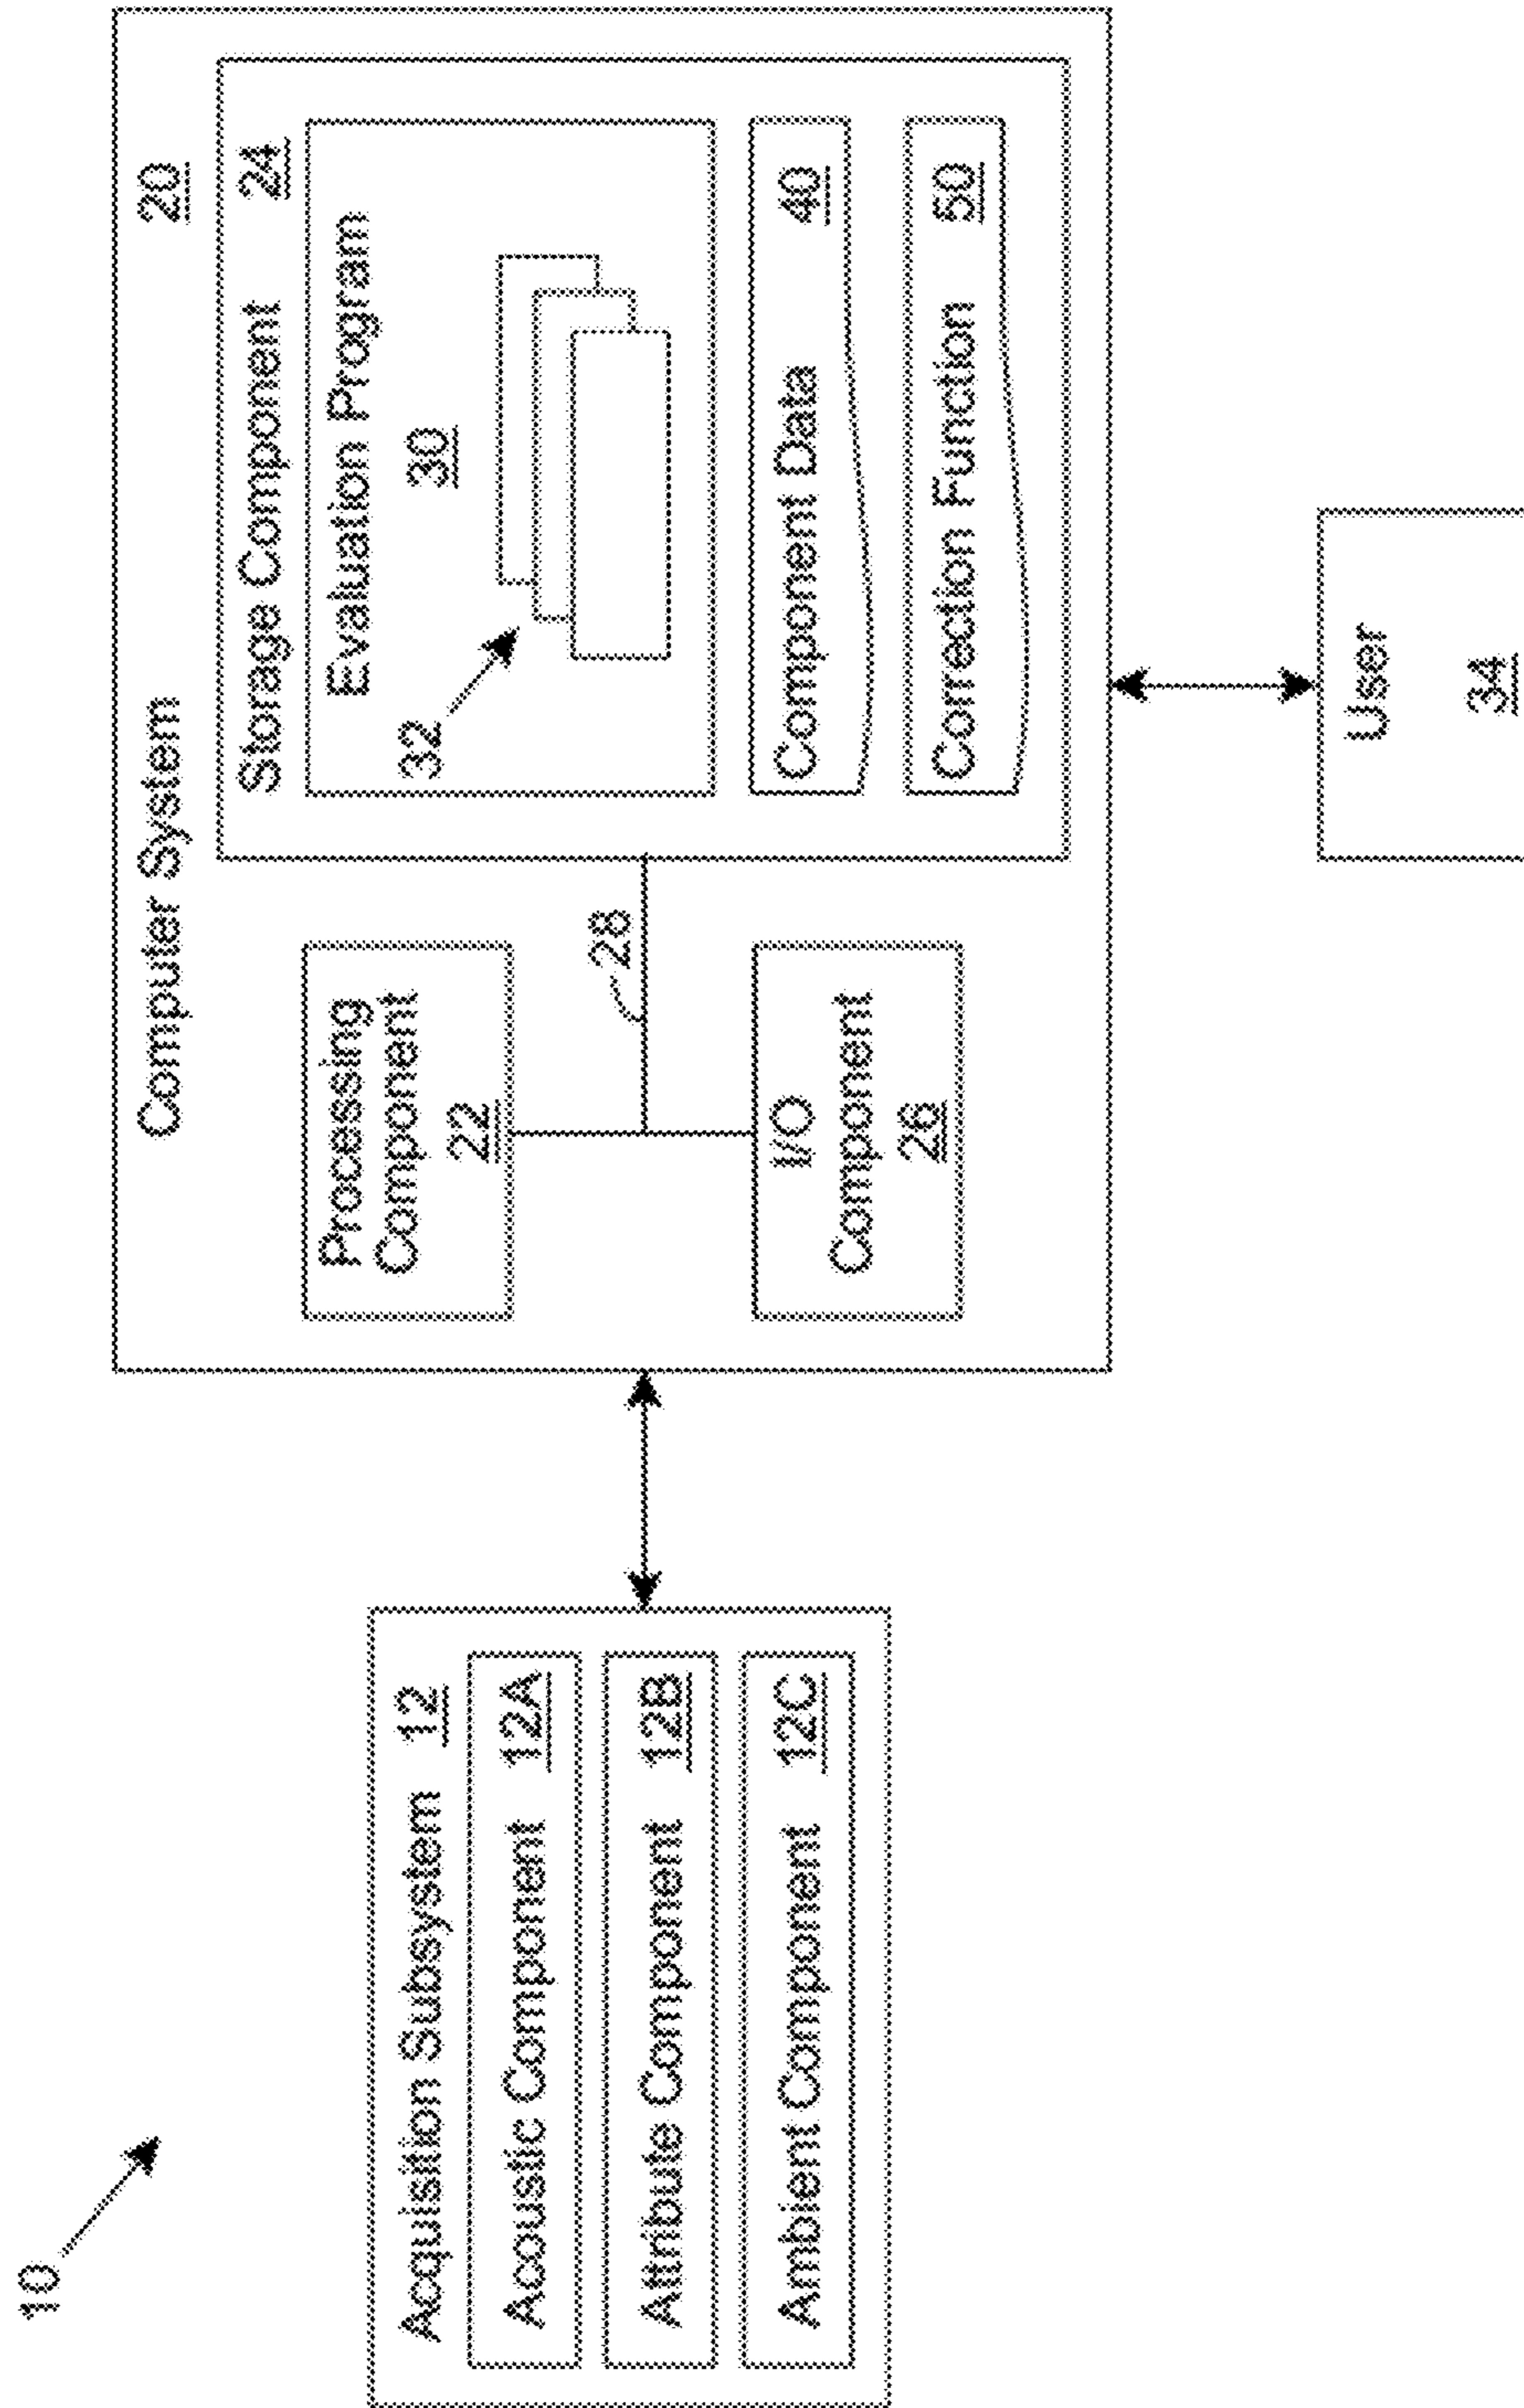 10
Acquisition Subsystem 12
Acoustic Component 12A
Attribute Component 12B
Ambient Component 12C
Computer System 20
Processing
Component
22
I/O
Component
26
28
Storage Component 24
Evaluation Program
30
32
Component Data 40
Correction Function 50
User
34